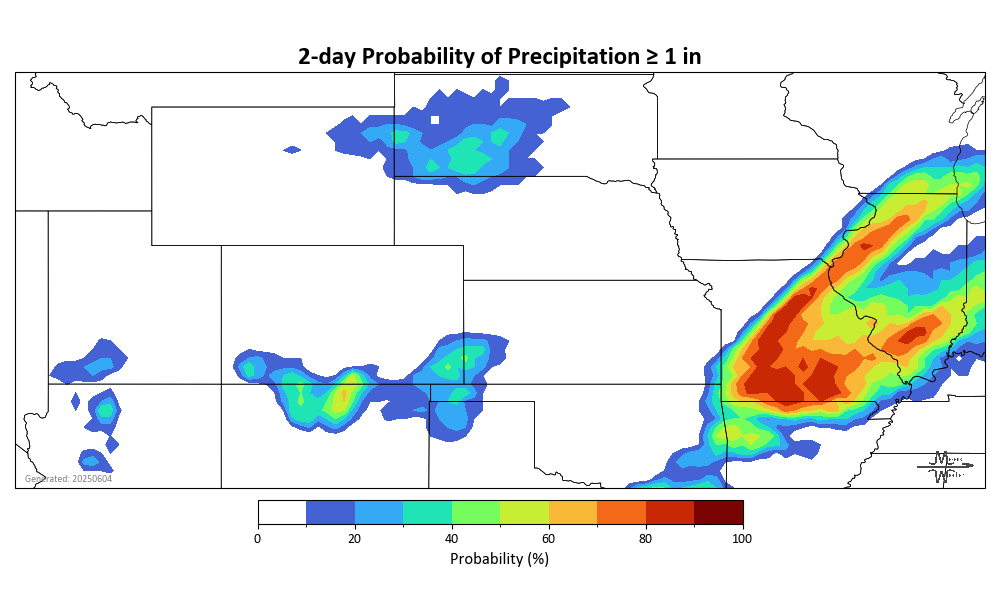 2-day Probability of Precipitation ≥ 1 in
Generated: 20250604
0 20 40 60 80 100
Probability (%)